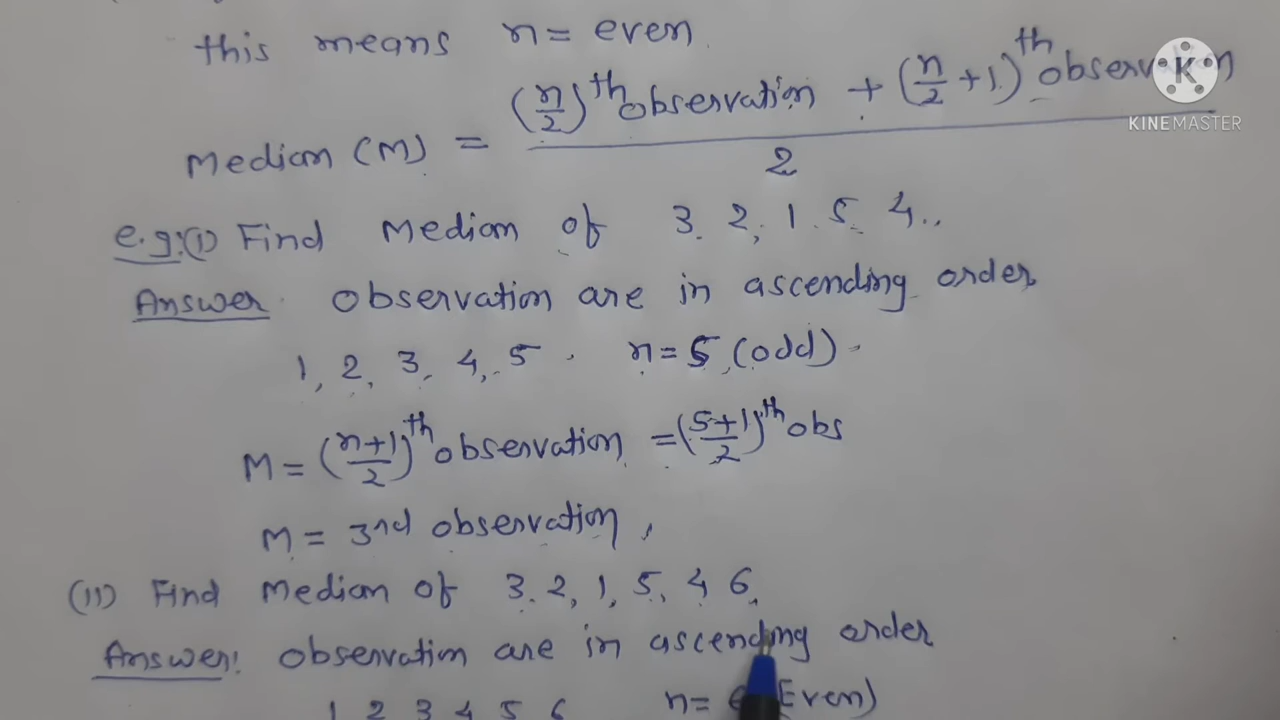 this means n = even.
Median (M) = (n/2)th observation + (n/2 + 1)th observation
2
e.g:(i) Find Median of 3. 2, 1. 5. 4..
Answer. Observation are in ascending order
1, 2, 3, 4, 5. n = 5 (odd)
M = (n+1/2)th observation = (5+1/2)th obs
M = 3rd observation,
(ii) Find Median of 3. 2, 1, 5, 4 6,
Answer: Observation are in ascending order
1 2 3 4 5 6 n = (Even)
K
KINEMASTER